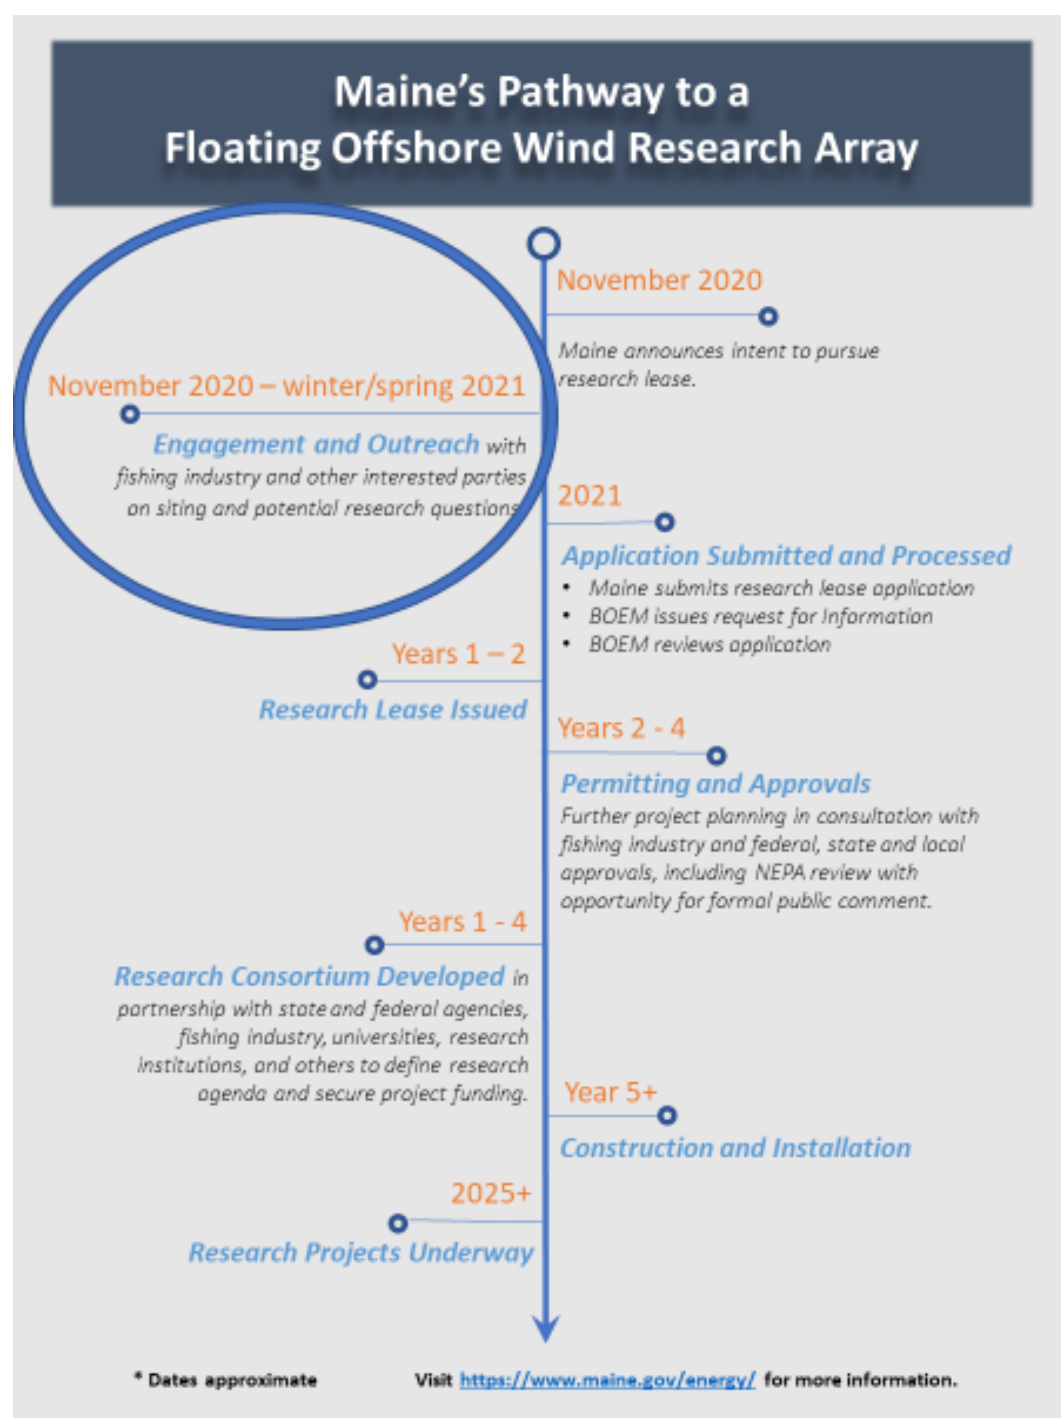 Maine's Pathway to a
Floating Offshore Wind Research Array
November 2020
Maine announces intent to pursue
research lease.
November 2020 – winter/spring 2021
Engagement and Outreach with
fishing industry and other interested parties
on siting and potential research questions
2021
Application Submitted and Processed
• Maine submits research lease application
• BOEM issues request for Information
• BOEM reviews application
Years 1 – 2
Research Lease Issued
Years 2 - 4
Permitting and Approvals
Further project planning in consultation with
fishing industry and federal, state and local
approvals, including NEPA review with
opportunity for formal public comment.
Years 1 - 4
Research Consortium Developed in
partnership with state and federal agencies,
fishing industry, universities, research
institutions, and others to define research
agenda and secure project funding.
Year 5+
Construction and Installation
2025+
Research Projects Underway
* Dates approximate
Visit https://www.maine.gov/energy/ for more information.